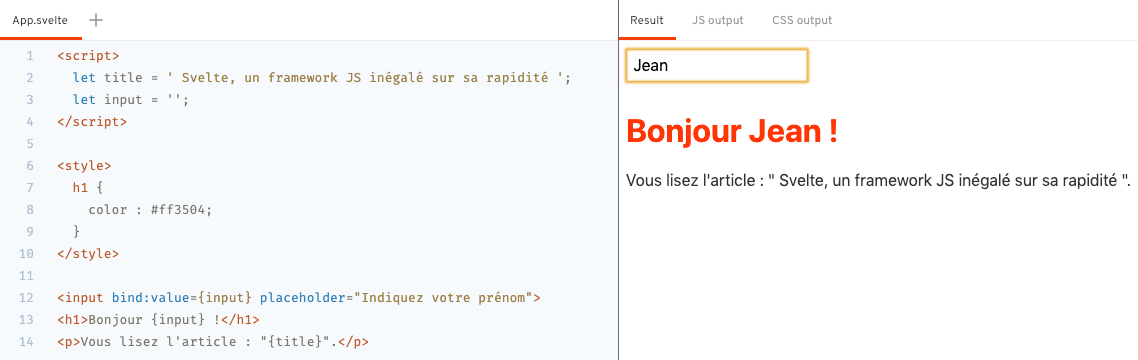 App.svelte +
1 <script>
2   let title = ' Svelte, un framework JS inégalé sur sa rapidité ';
3   let input = '';
4 </script>
5
6 <style>
7   h1 {
8     color : #ff3504;
9   }
10 </style>
11
12 <input bind:value={input} placeholder="Indiquez votre prénom">
13 <h1>Bonjour {input} !</h1>
14 <p>Vous lisez l'article : "{title}".</p>
Result JS output CSS output
Jean
Bonjour Jean !
Vous lisez l'article : " Svelte, un framework JS inégalé sur sa rapidité ".